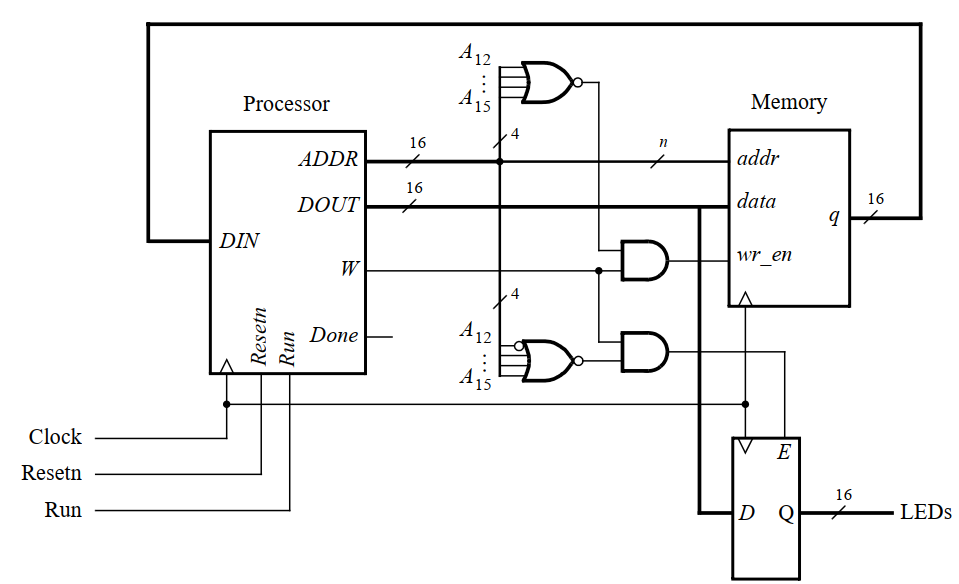 A12
⋮
A15
Processor
Memory
4
ADDR
16
n
addr
DOUT
16
data
DIN
q
16
W
wr_en
4
A12
⋮
A15
Resetn
Run
Done
Clock
Resetn
Run
E
D
Q
16
LEDs